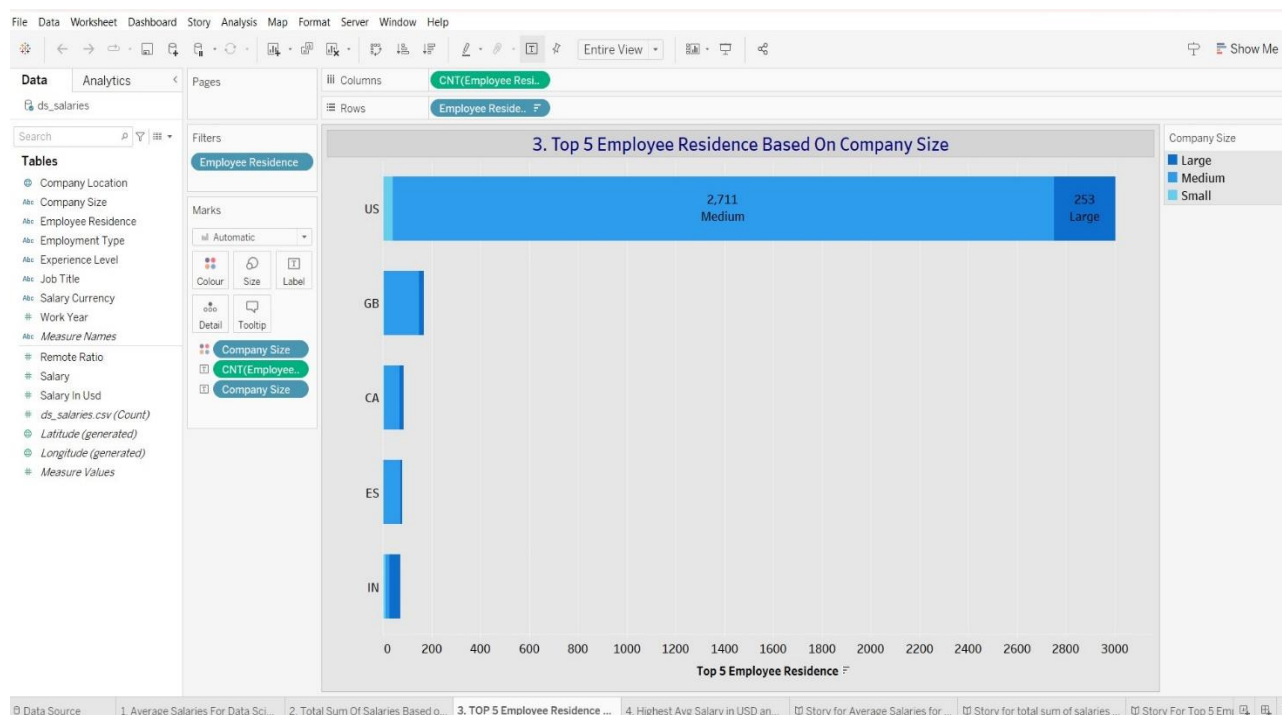 File Data Worksheet Dashboard Story Analysis Map Format Server Window Help
Entire View
Show Me
Data Analytics
ds_salaries
Search
Tables
Company Location
Abc Company Size
Abc Employee Residence
Abc Employment Type
Abc Experience Level
Abc Job Title
Abc Salary Currency
# Work Year
Abc Measure Names
# Remote Ratio
# Salary
# Salary In Usd
# ds_salaries.csv (Count)
Latitude (generated)
Longitude (generated)
# Measure Values
Pages
Filters
Employee Residence
Marks
Automatic
Colour Size Label
Detail Tooltip
Company Size
CNT(Employee..
Company Size
Columns CNT(Employee Resi..
Rows Employee Reside..
3. Top 5 Employee Residence Based On Company Size
US
2,711
Medium
253
Large
GB
CA
ES
IN
0 200 400 600 800 1000 1200 1400 1600 1800 2000 2200 2400 2600 2800 3000
Top 5 Employee Residence
Company Size
Large
Medium
Small
Data Source 1. Average Salaries For Data Sci... 2. Total Sum Of Salaries Based o... 3. TOP 5 Employee Residence ... 4. Highest Avg Salary in USD an... Story for Average Salaries for ... Story for total sum of salaries ... Story For Top 5 Em